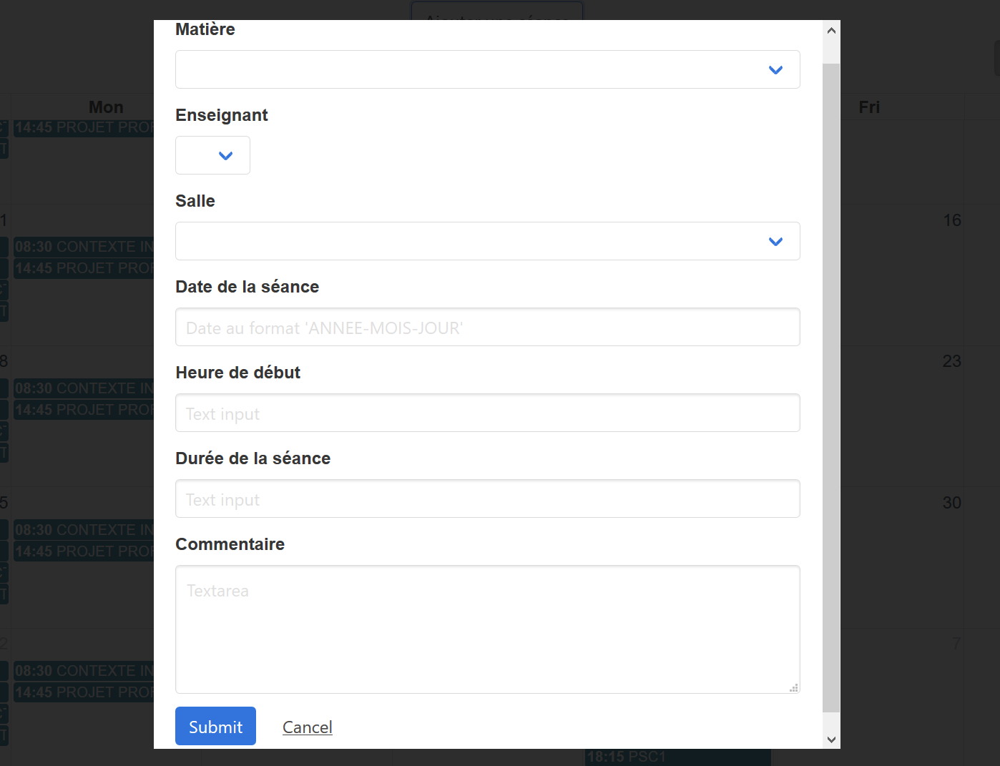 Ajouter une séance
Matière
Mon
Fri
14:45 PROJET PROF
Enseignant
Salle
1
16
08:30 CONTEXTE IN
14:45 PROJET PROF
Date de la séance
Date au format 'ANNEE-MOIS-JOUR'
8
23
Heure de début
08:30 CONTEXTE IN
14:45 PROJET PROF
Text input
Durée de la séance
5
30
Text input
08:30 CONTEXTE IN
14:45 PROJET PROF
Commentaire
Textarea
2
7
08:30 CONTEXTE IN
14:45 PROJET PROF
Submit
Cancel
18:15 PSC1